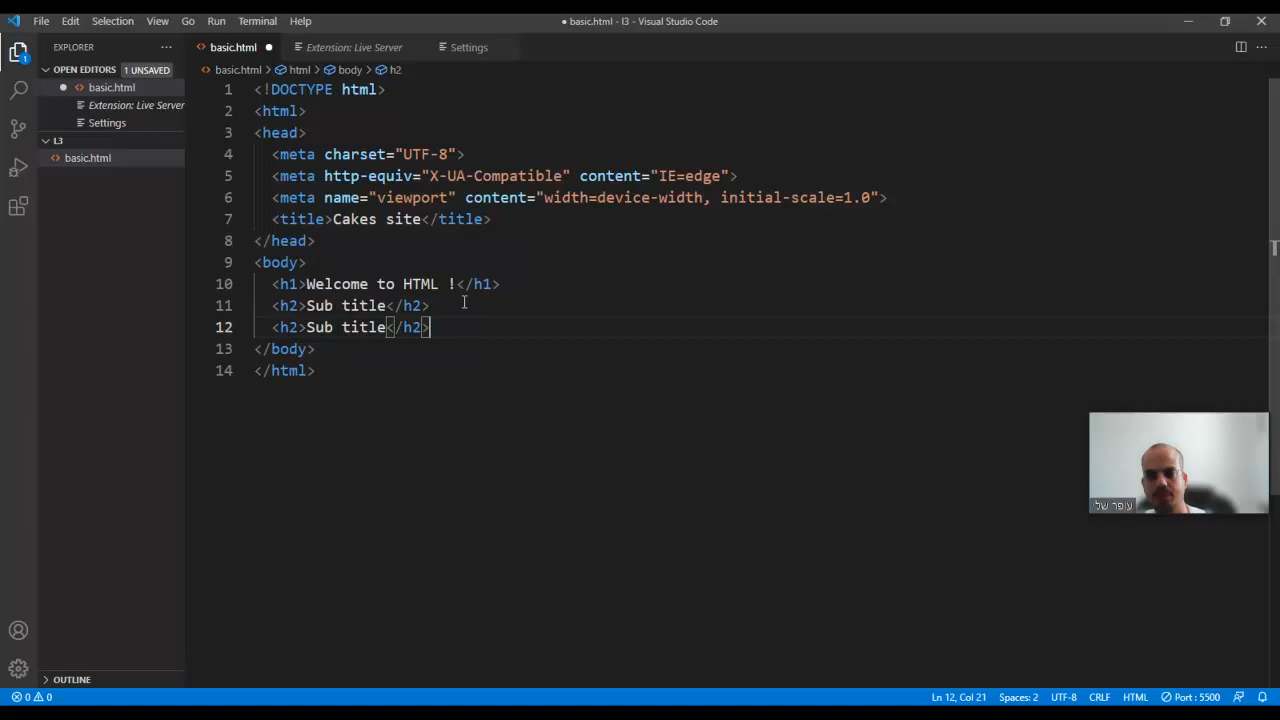 File Edit Selection View Go Run Terminal Help
● basic.html - l3 - Visual Studio Code
EXPLORER
OPEN EDITORS 1 UNSAVED
basic.html
Extension: Live Server
Settings
L3
basic.html
OUTLINE
basic.html
Extension: Live Server
Settings
basic.html > html > body > h2
1 <!DOCTYPE html>
2 <html>
3 <head>
4 <meta charset="UTF-8">
5 <meta http-equiv="X-UA-Compatible" content="IE=edge">
6 <meta name="viewport" content="width=device-width, initial-scale=1.0">
7 <title>Cakes site</title>
8 </head>
9 <body>
10 <h1>Welcome to HTML !</h1>
11 <h2>Sub title</h2>
12 <h2>Sub title</h2>
13 </body>
14 </html>
עופר שלי
1
0 0
Ln 12, Col 21 Spaces: 2 UTF-8 CRLF HTML Port : 5500